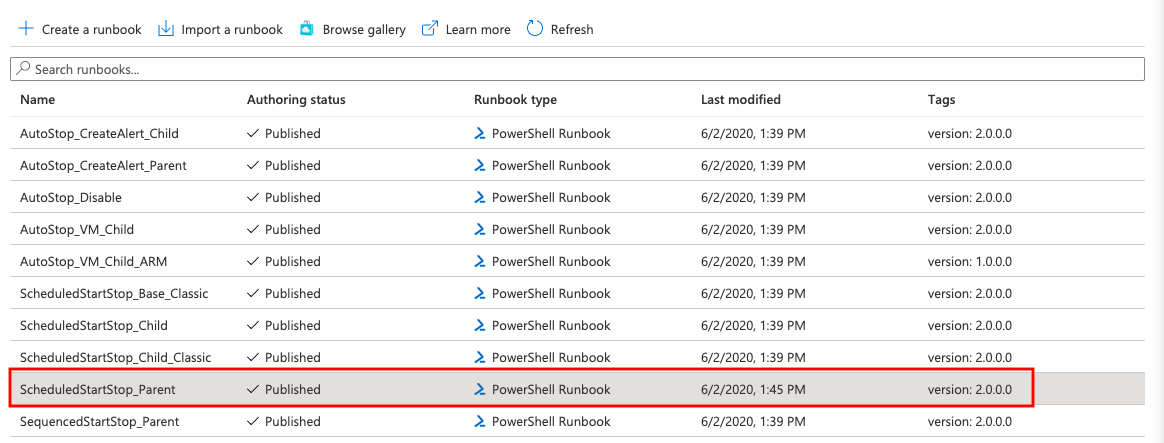 Create a runbook Import a runbook Browse gallery Learn more Refresh
Search runbooks...
Name Authoring status Runbook type Last modified Tags
AutoStop_CreateAlert_Child Published PowerShell Runbook 6/2/2020, 1:39 PM version: 2.0.0.0
AutoStop_CreateAlert_Parent Published PowerShell Runbook 6/2/2020, 1:39 PM version: 2.0.0.0
AutoStop_Disable Published PowerShell Runbook 6/2/2020, 1:39 PM version: 2.0.0.0
AutoStop_VM_Child Published PowerShell Runbook 6/2/2020, 1:39 PM version: 2.0.0.0
AutoStop_VM_Child_ARM Published PowerShell Runbook 6/2/2020, 1:39 PM version: 1.0.0.0
ScheduledStartStop_Base_Classic Published PowerShell Runbook 6/2/2020, 1:39 PM version: 2.0.0.0
ScheduledStartStop_Child Published PowerShell Runbook 6/2/2020, 1:39 PM version: 2.0.0.0
ScheduledStartStop_Child_Classic Published PowerShell Runbook 6/2/2020, 1:39 PM version: 2.0.0.0
ScheduledStartStop_Parent Published PowerShell Runbook 6/2/2020, 1:45 PM version: 2.0.0.0
SequencedStartStop_Parent Published PowerShell Runbook 6/2/2020, 1:39 PM version: 2.0.0.0